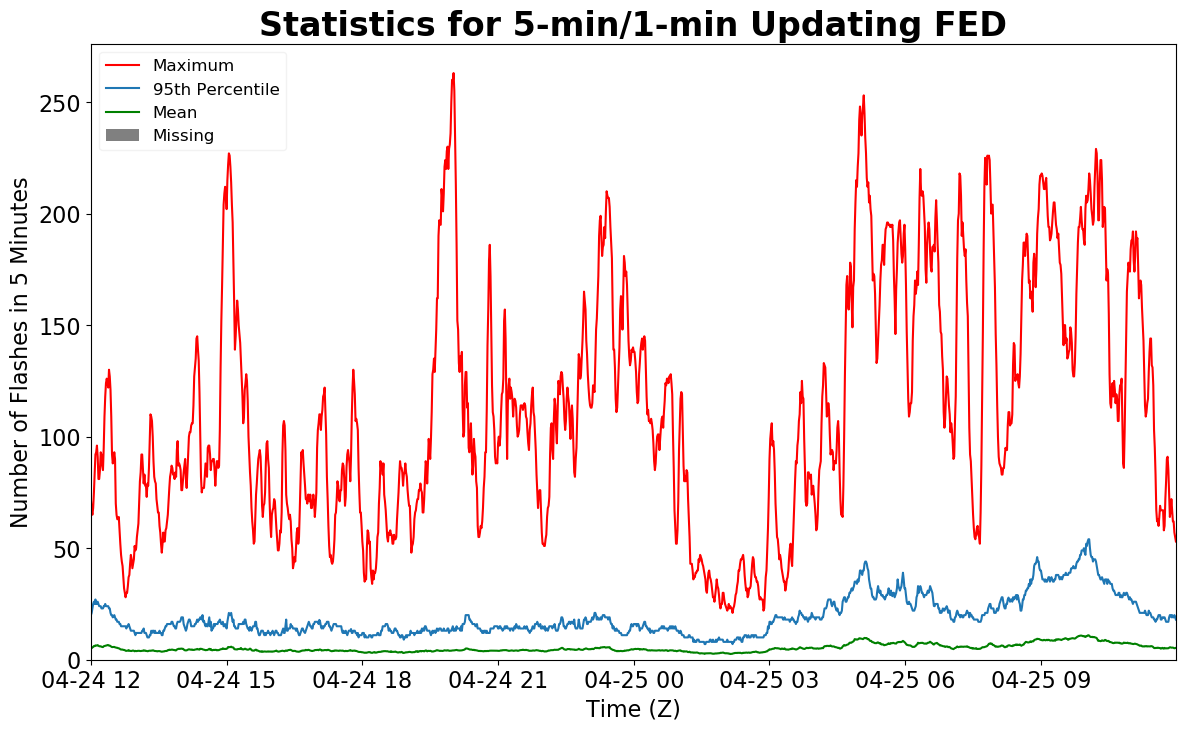 Statistics for 5-min/1-min Updating FED
Maximum
95th Percentile
Mean
Missing
Number of Flashes in 5 Minutes
250
200
150
100
50
0
04-24 12
04-24 15
04-24 18
04-24 21
04-25 00
04-25 03
04-25 06
04-25 09
Time (Z)